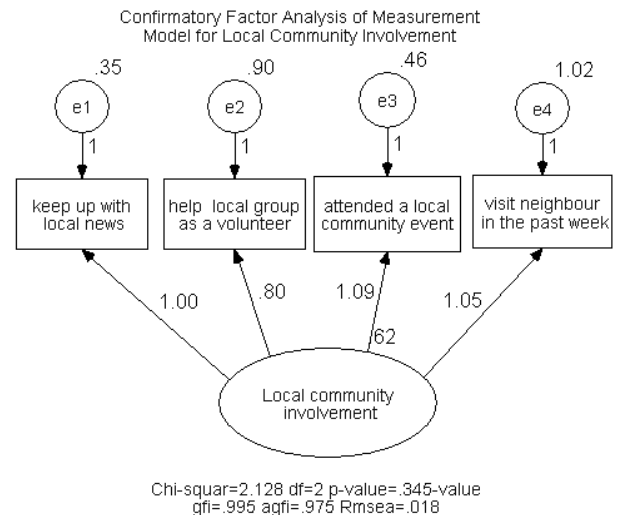 Confirmatory Factor Analysis of Measurement
Model for Local Community Involvement
.35
.90
.46
1.02
e1
e2
e3
e4
1
1
1
1
keep up with
local news
help local group
as a volunteer
attended a local
community event
visit neighbour
in the past week
1.00
.80
1.09
1.05
.62
Local community
involvement
Chi-squar=2.128 df=2 p-value=.345-value
gfi=.995 agfi=.975 Rmsea=.018